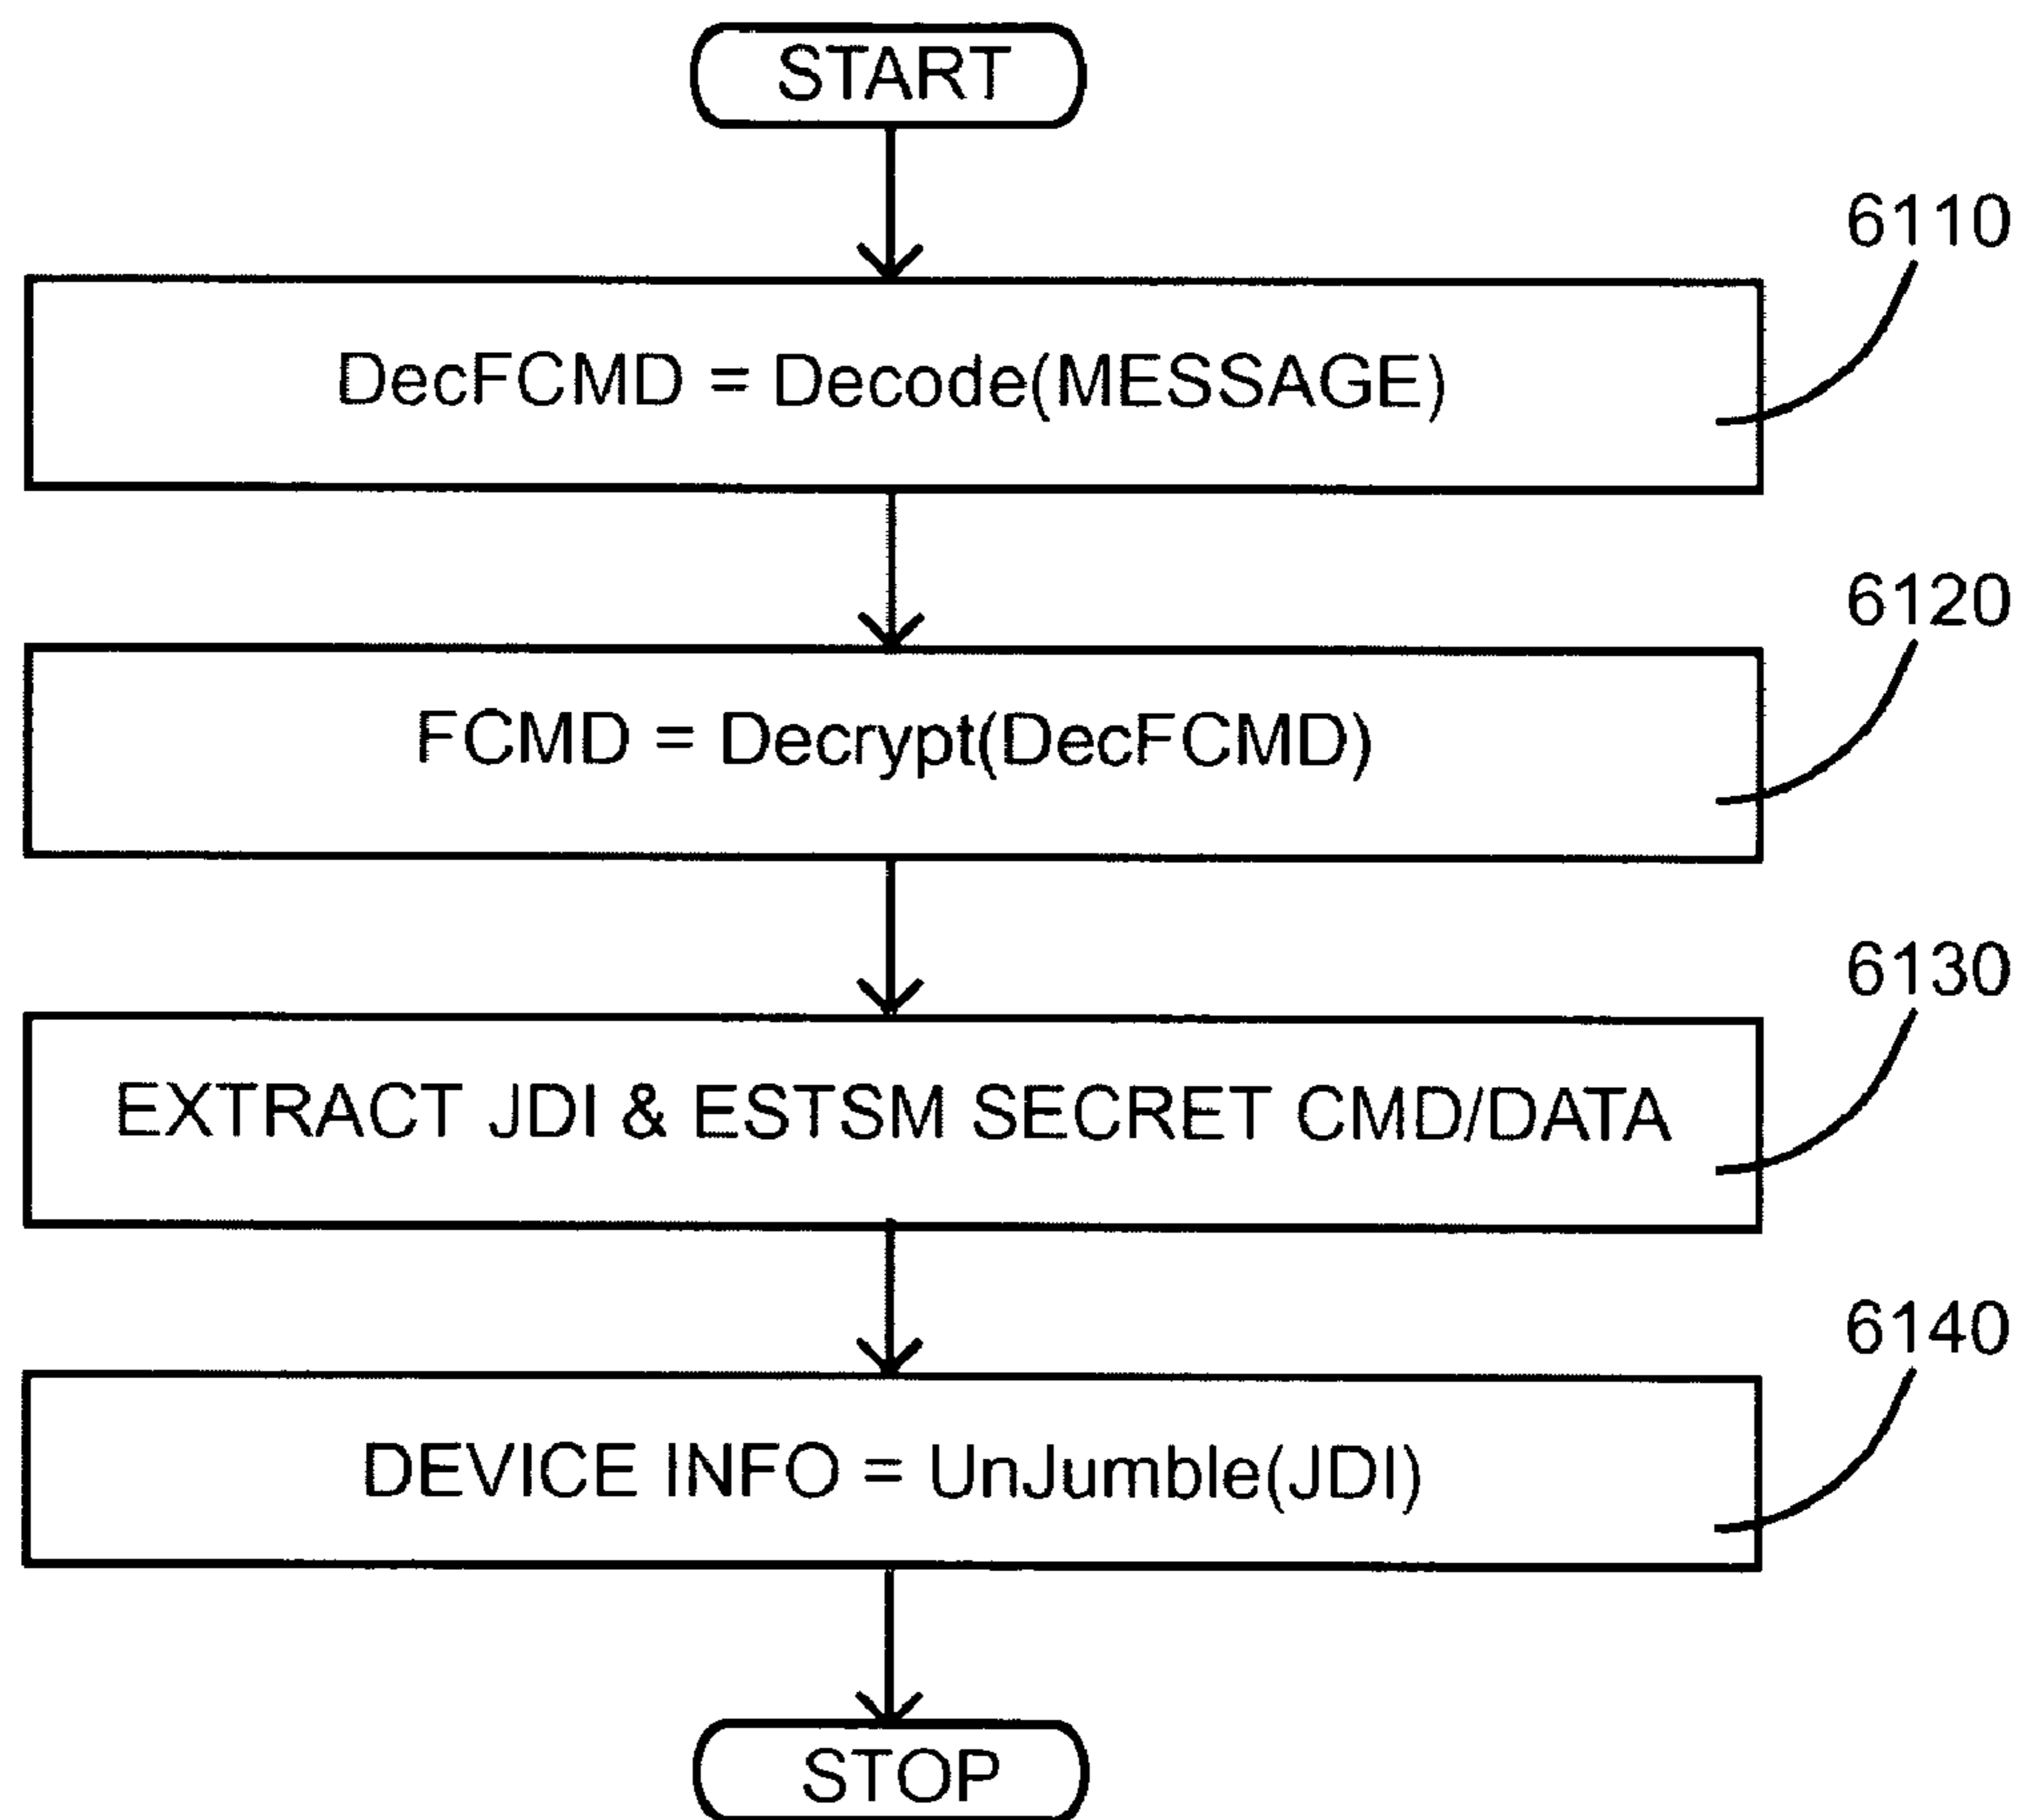 START
6110
DecFCMD = Decode(MESSAGE)
6120
FCMD = Decrypt(DecFCMD)
6130
EXTRACT JDI & ESTSM SECRET CMD/DATA
6140
DEVICE INFO = UnJumble(JDI)
STOP